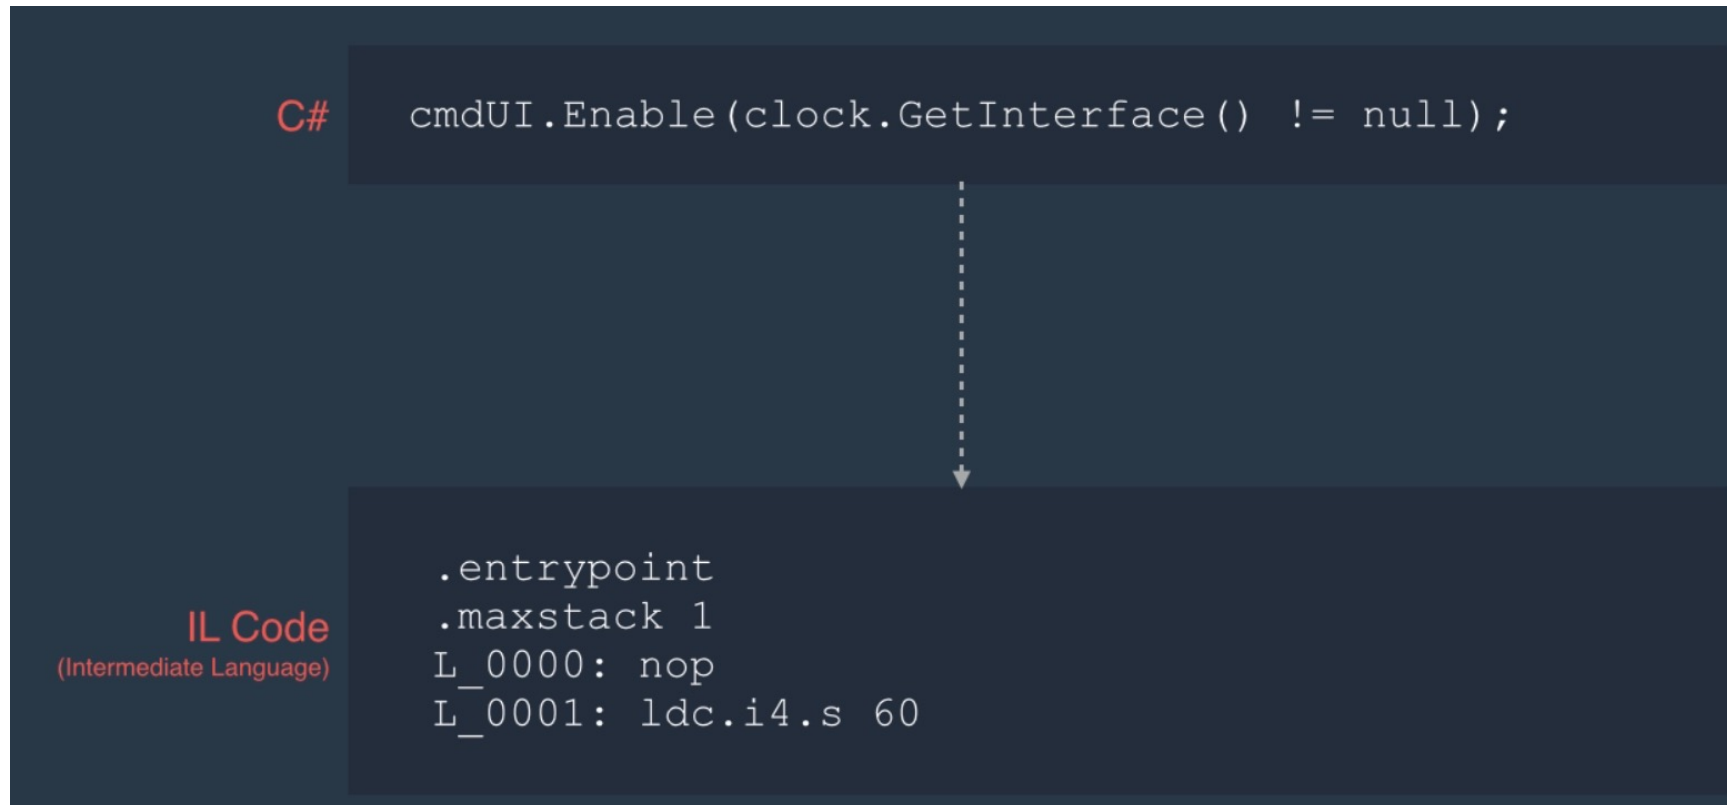 C#
cmdUI.Enable(clock.GetInterface() != null);
IL Code
(Intermediate Language)
.entrypoint
.maxstack 1
L_0000: nop
L_0001: ldc.i4.s 60